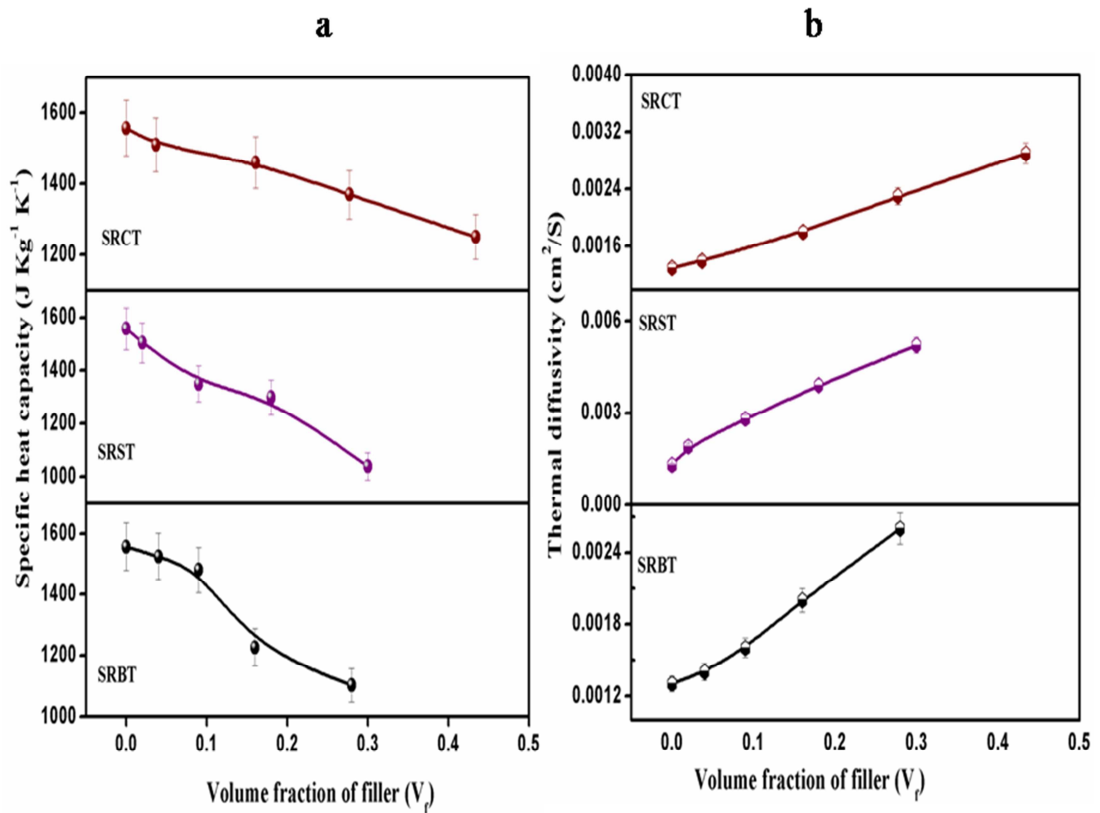 a
b
Specific heat capacity (J Kg⁻¹ K⁻¹)
1600
1400
1200
SRCT
1600
1400
1200
1000
SRST
1600
1400
1200
1000
SRBT
0.0 0.1 0.2 0.3 0.4 0.5
Volume fraction of filler (V_f)
Thermal diffusivity (cm²/S)
0.0040
0.0032
0.0024
0.0016
SRCT
0.006
0.003
0.000
SRST
0.0024
0.0018
0.0012
SRBT
0.0 0.1 0.2 0.3 0.4 0.5
Volume fraction of filler (V_f)